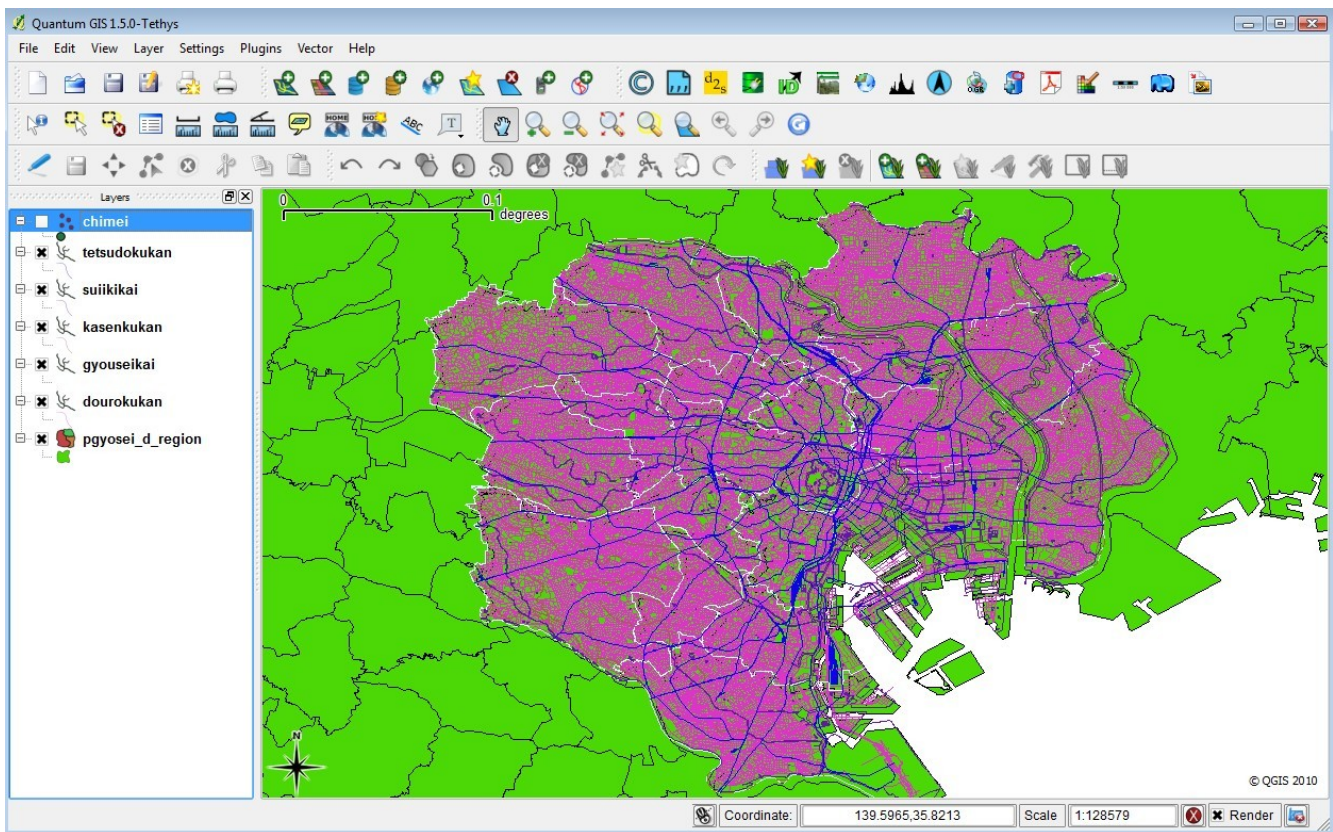 Quantum GIS 1.5.0-Tethys
File Edit View Layer Settings Plugins Vector Help
Layers
chimei
tetsudokukan
suiikikai
kasenkukan
gyouseikai
dourokukan
pgyosei_d_region
0 0.1
degrees
N
© QGIS 2010
Coordinate: 139.5965,35.8213 Scale 1:128579 Render